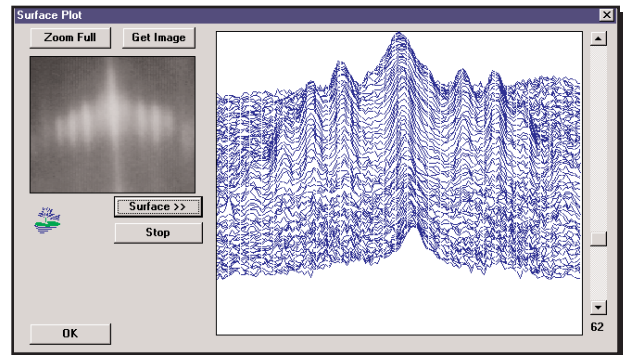 Surface Plot
Zoom Full
Get Image
Surface >>
Stop
OK
62